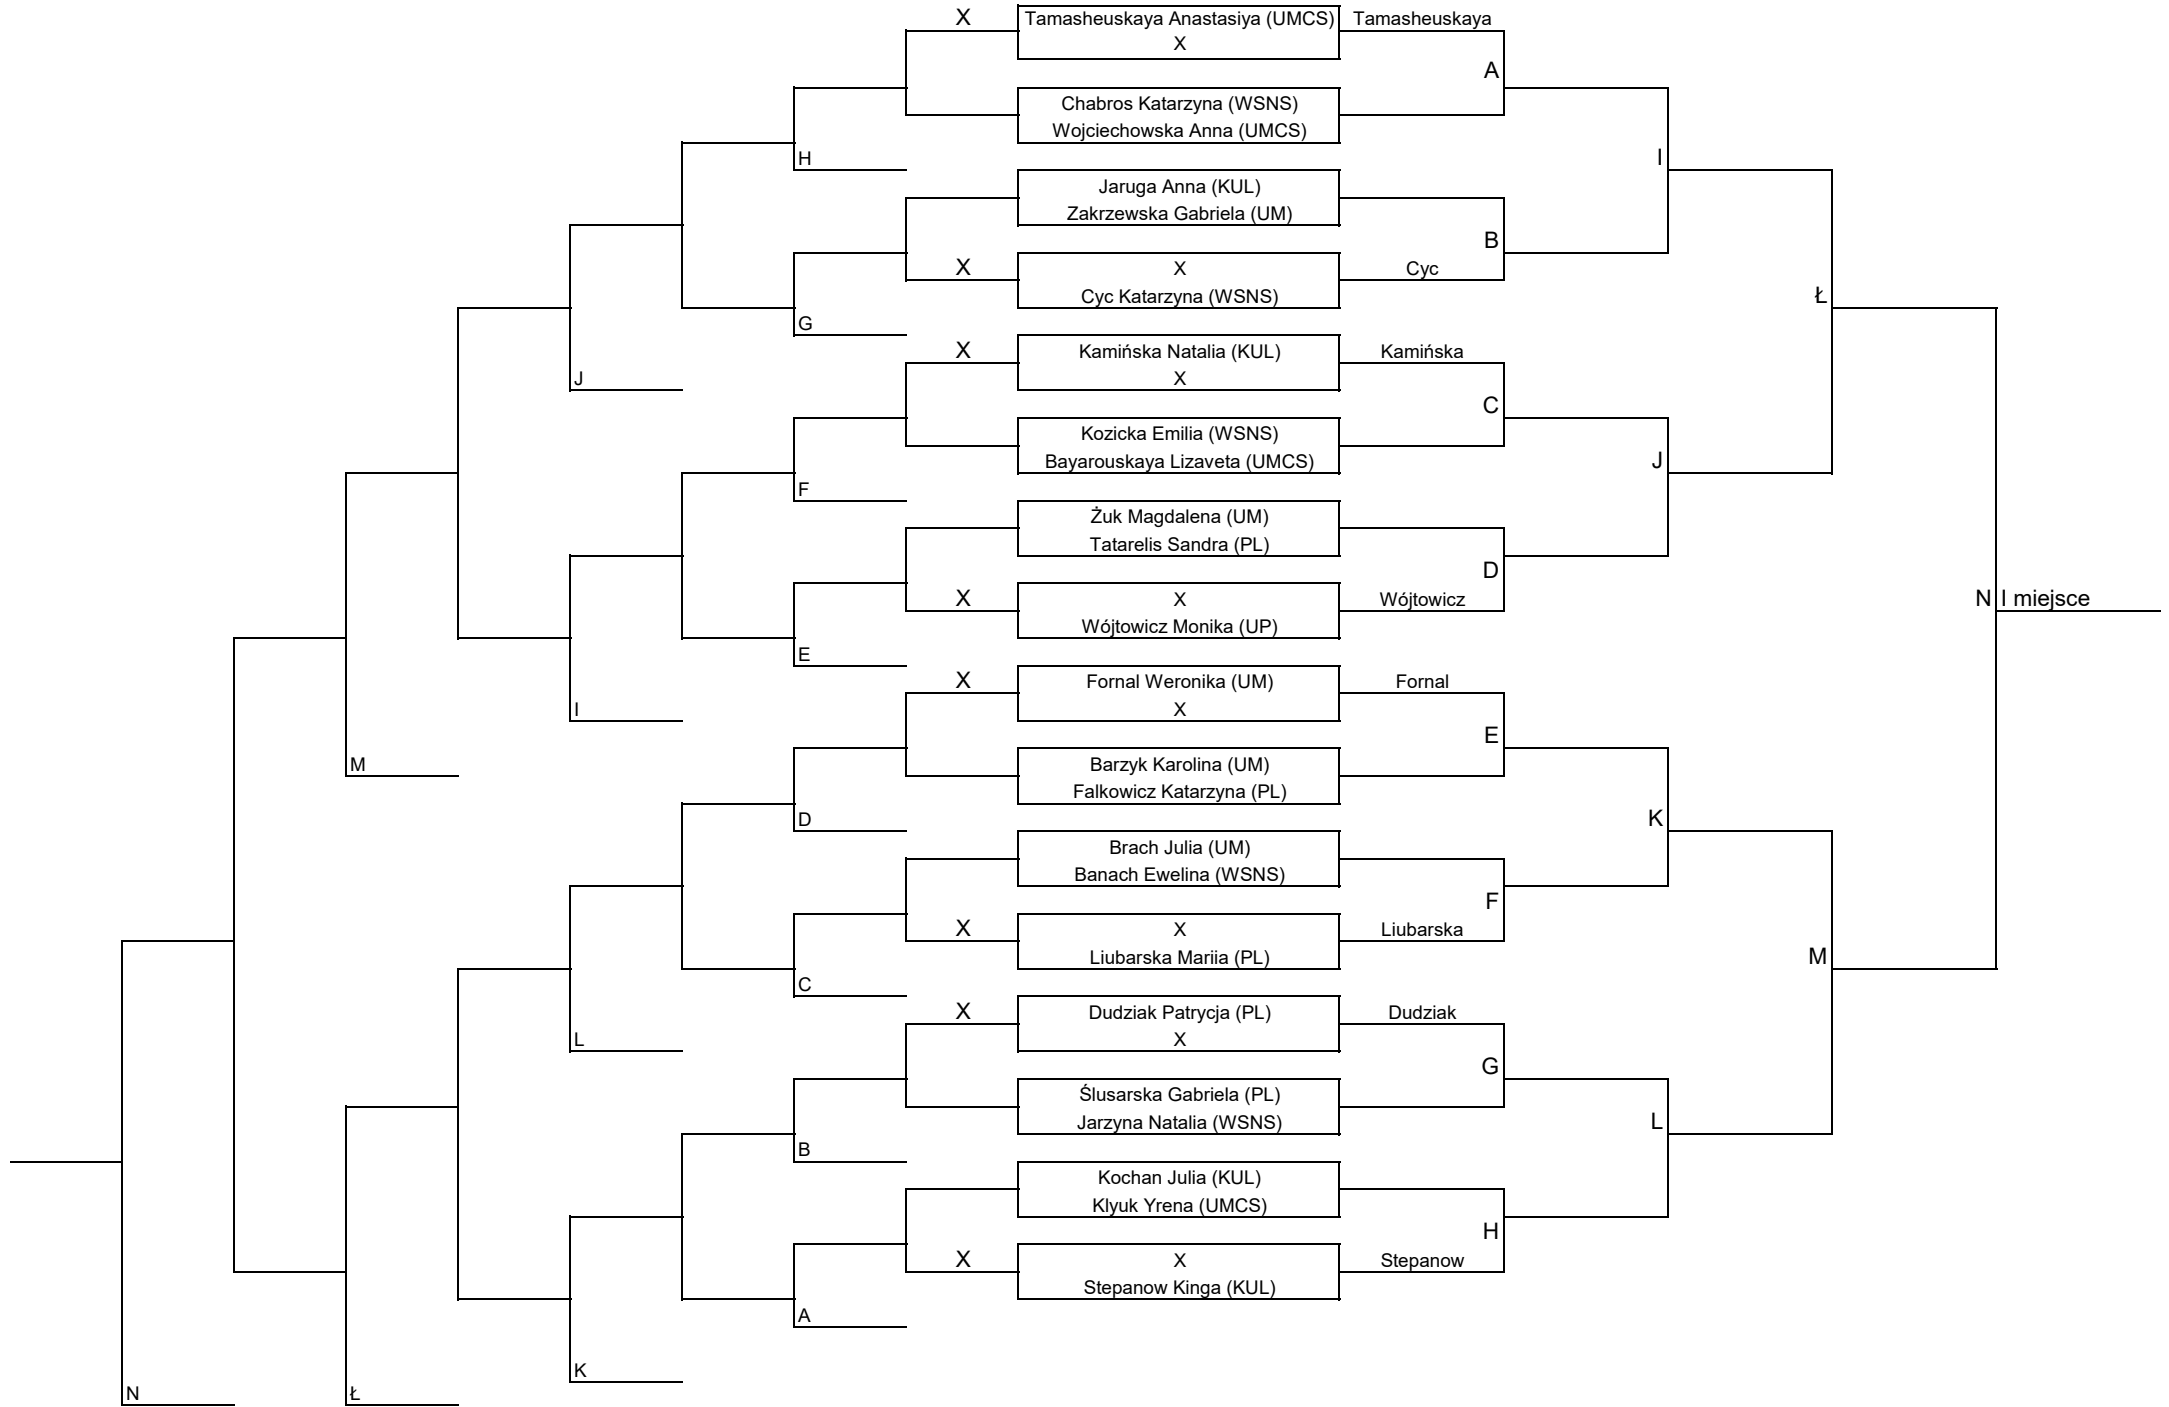 X Tamasheuskaya Anastasiya (UMCS) Tamasheuskaya
X
A
Chabros Katarzyna (WSNS)
Wojciechowska Anna (UMCS)
H I
Jaruga Anna (KUL)
Zakrzewska Gabriela (UM)
B
X X Cyc
Cyc Katarzyna (WSNS) Ł
G
X Kamińska Natalia (KUL) Kamińska
J X
C
Kozicka Emilia (WSNS)
Bayarouskaya Lizaveta (UMCS) J
F
Żuk Magdalena (UM)
Tatarelis Sandra (PL)
D
X X Wójtowicz N I miejsce
Wójtowicz Monika (UP)
E
X Fornal Weronika (UM) Fornal
I X
E
M Barzyk Karolina (UM)
Falkowicz Katarzyna (PL)
D K
Brach Julia (UM)
Banach Ewelina (WSNS)
F
X X Liubarska
Liubarska Mariia (PL) M
C
X Dudziak Patrycja (PL) Dudziak
L X
G
Ślusarska Gabriela (PL)
Jarzyna Natalia (WSNS) L
B
Kochan Julia (KUL)
Klyuk Yrena (UMCS)
H
X X Stepanow
Stepanow Kinga (KUL)
A
K
N Ł